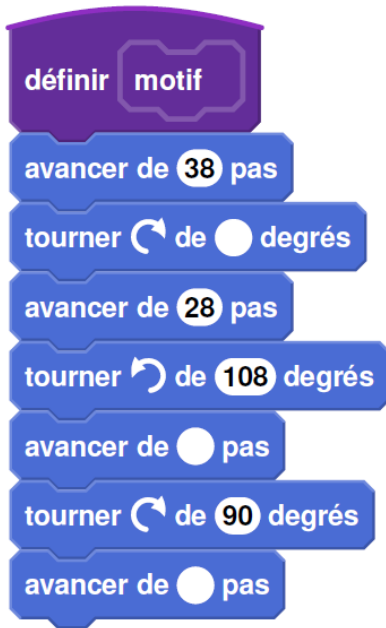 définir motif
avancer de 38 pas
tourner de degrés
avancer de 28 pas
tourner de 108 degrés
avancer de pas
tourner de 90 degrés
avancer de pas